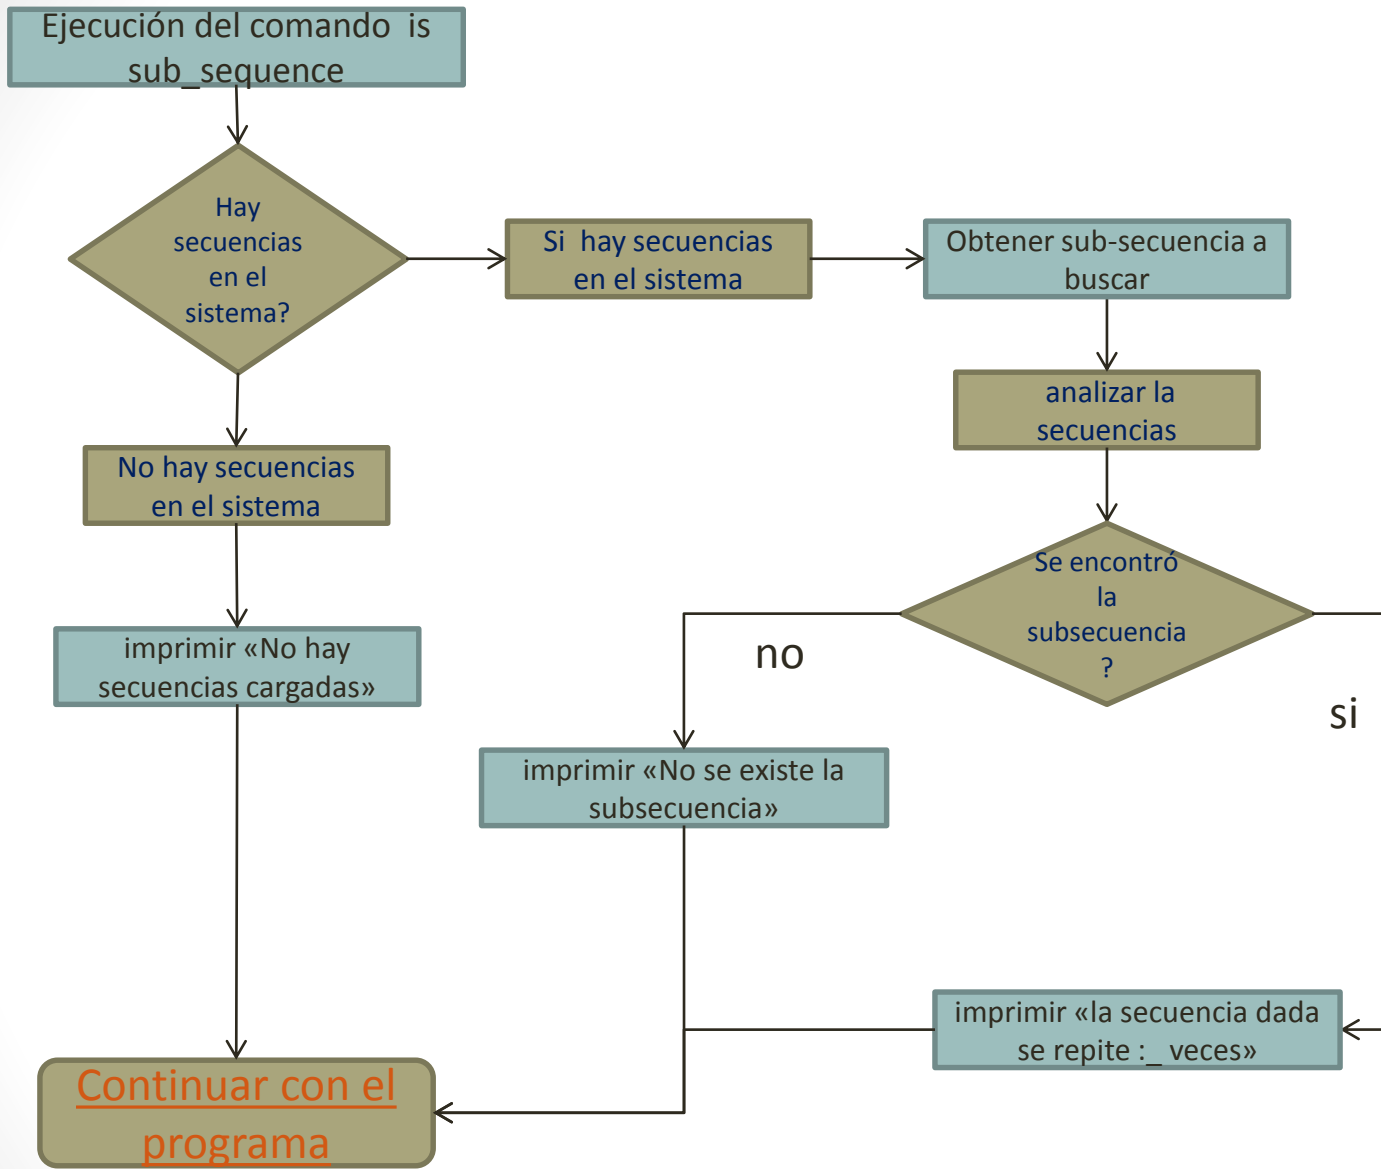 Ejecución del comando is
sub_sequence
Hay
secuencias
en el
sistema?
Si hay secuencias
en el sistema
Obtener sub-secuencia a
buscar
analizar la
secuencias
No hay secuencias
en el sistema
Se encontró
la
subsecuencia
?
no
si
imprimir «No hay
secuencias cargadas»
imprimir «No se existe la
subsecuencia»
imprimir «la secuencia dada
se repite :_ veces»
Continuar con el
programa